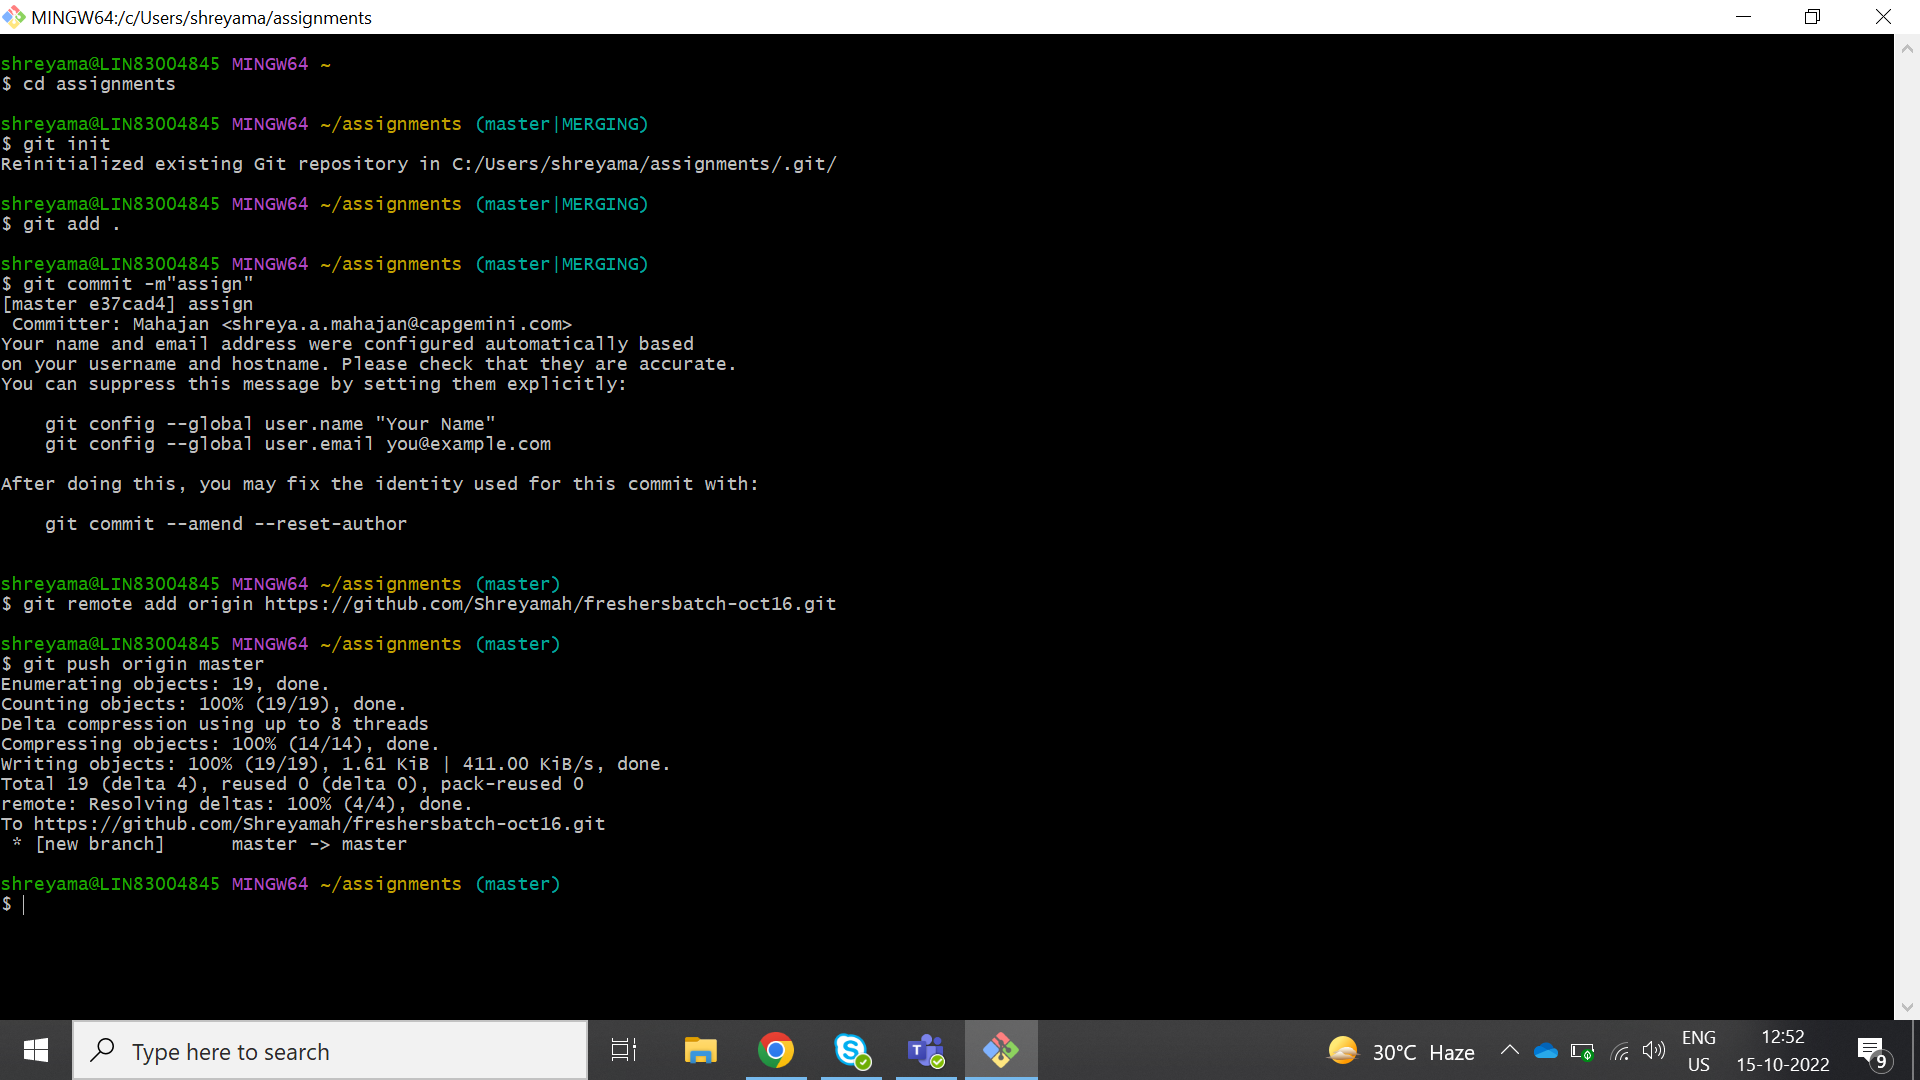 MINGW64:/c/Users/shreyama/assignments
shreyama@LIN83004845 MINGW64 ~
$ cd assignments
shreyama@LIN83004845 MINGW64 ~/assignments (master|MERGING)
$ git init
Reinitialized existing Git repository in C:/Users/shreyama/assignments/.git/
shreyama@LIN83004845 MINGW64 ~/assignments (master|MERGING)
$ git add .
shreyama@LIN83004845 MINGW64 ~/assignments (master|MERGING)
$ git commit -m"assign"
[master e37cad4] assign
Committer: Mahajan <shreya.a.mahajan@capgemini.com>
Your name and email address were configured automatically based
on your username and hostname. Please check that they are accurate.
You can suppress this message by setting them explicitly:
git config --global user.name "Your Name"
git config --global user.email you@example.com
After doing this, you may fix the identity used for this commit with:
git commit --amend --reset-author
shreyama@LIN83004845 MINGW64 ~/assignments (master)
$ git remote add origin https://github.com/Shreyamah/freshersbatch-oct16.git
shreyama@LIN83004845 MINGW64 ~/assignments (master)
$ git push origin master
Enumerating objects: 19, done.
Counting objects: 100% (19/19), done.
Delta compression using up to 8 threads
Compressing objects: 100% (14/14), done.
Writing objects: 100% (19/19), 1.61 KiB | 411.00 KiB/s, done.
Total 19 (delta 4), reused 0 (delta 0), pack-reused 0
remote: Resolving deltas: 100% (4/4), done.
To https://github.com/Shreyamah/freshersbatch-oct16.git
* [new branch]      master -> master
shreyama@LIN83004845 MINGW64 ~/assignments (master)
$
Type here to search
30°C Haze
ENG
US
12:52
15-10-2022
9